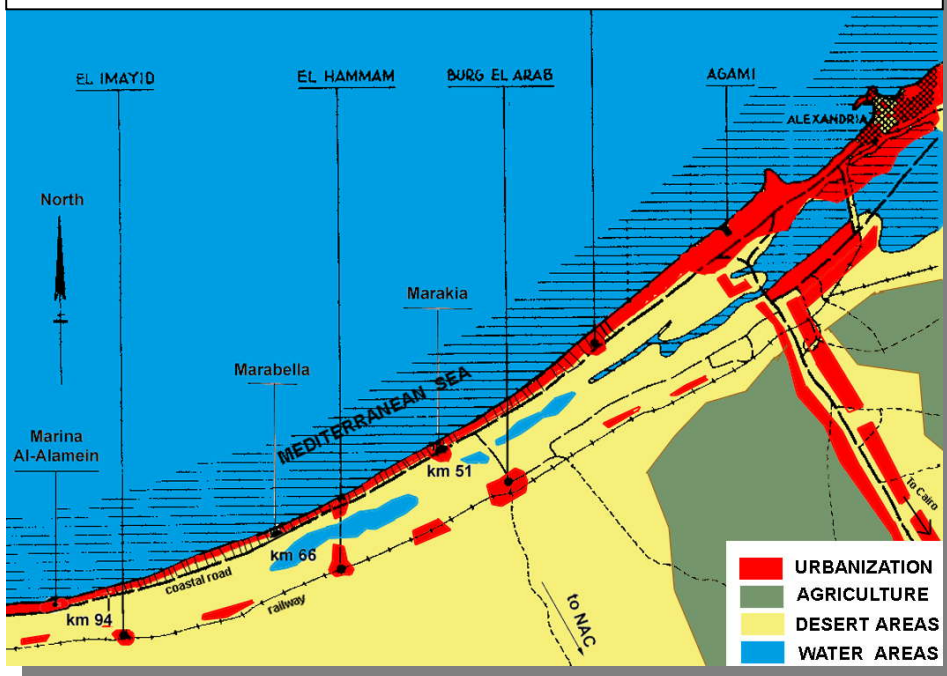 EL IMAYID
EL HAMMAM
BURG EL ARAB
AGAMI
ALEXANDRIA
North
Marakia
Marabella
MEDITERRANEAN SEA
Marina
Al-Alamein
km 51
km 66
To Cairo
coastal road
railway
km 94
to NAC
URBANIZATION
AGRICULTURE
DESERT AREAS
WATER AREAS